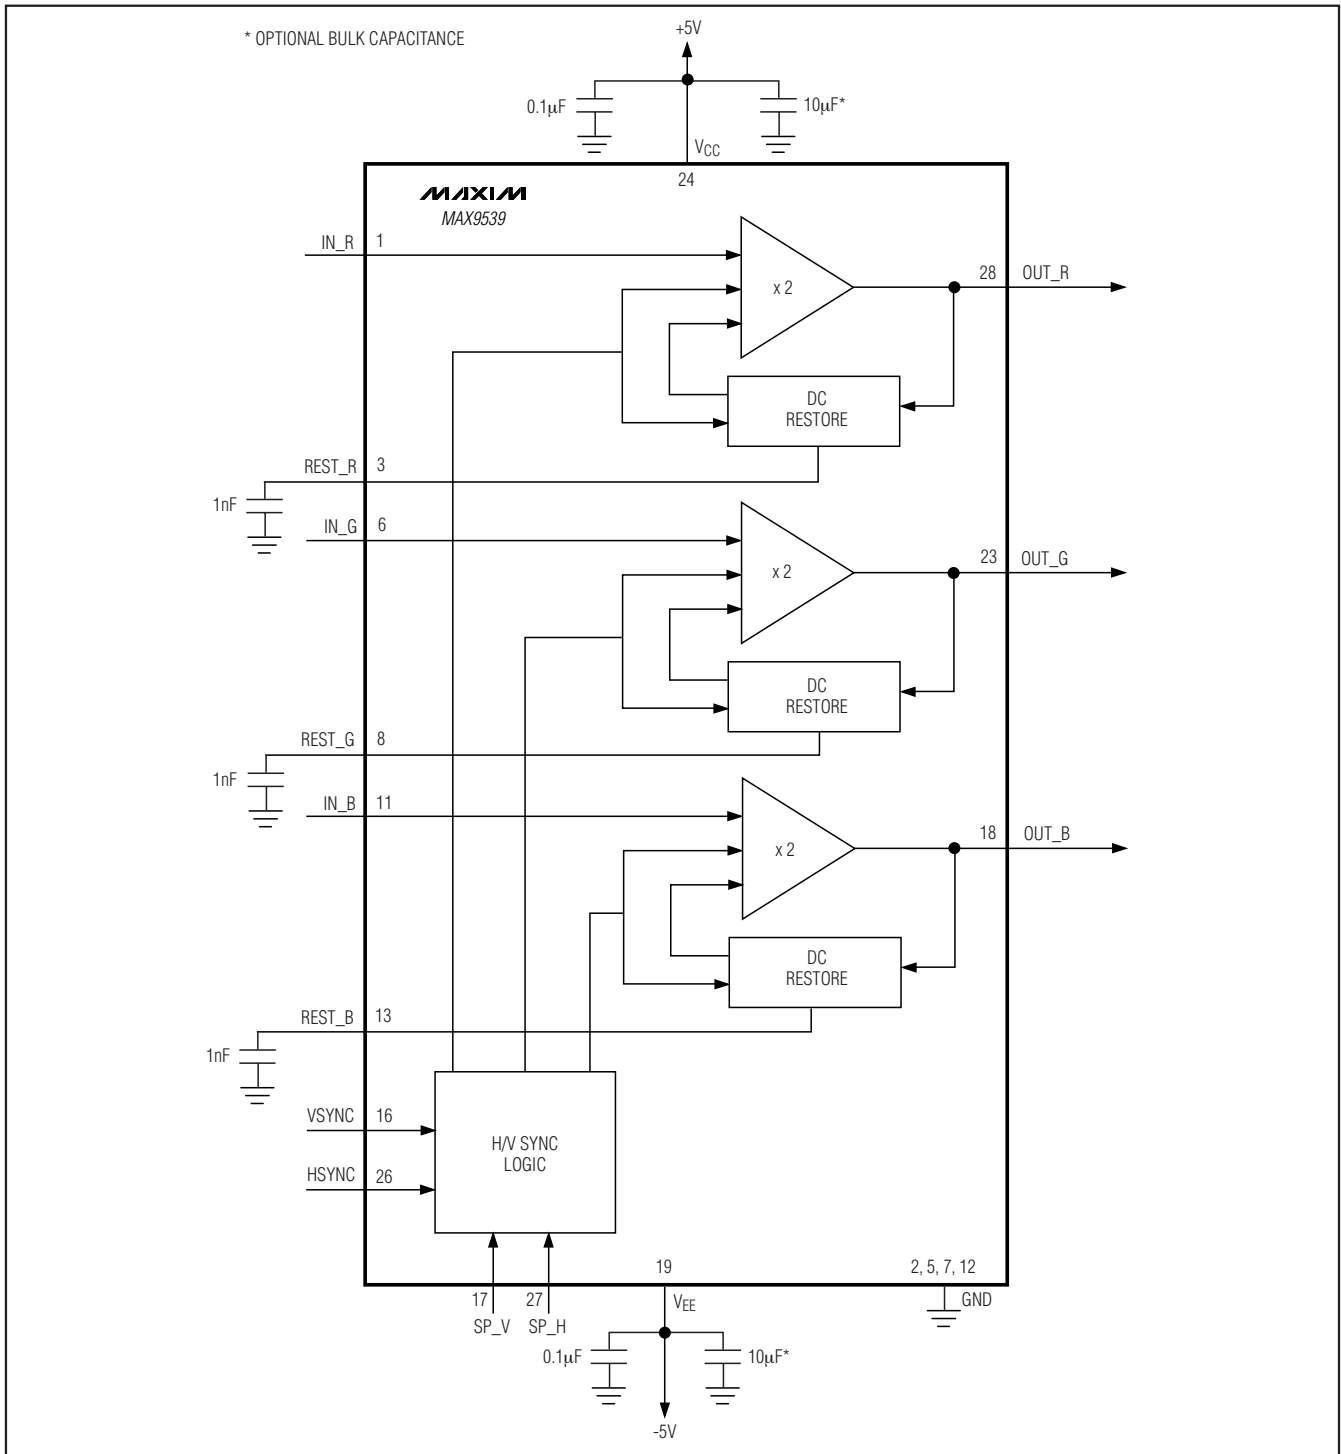 * OPTIONAL BULK CAPACITANCE
+5V
0.1µF
10µF*
VCC
24
MAXIM
MAX9539
IN_R 1
x 2
28 OUT_R
DC
RESTORE
REST_R 3
1nF
IN_G 6
x 2
23 OUT_G
DC
RESTORE
REST_G 8
1nF
IN_B 11
x 2
18 OUT_B
DC
RESTORE
REST_B 13
1nF
VSYNC 16
H/V SYNC
LOGIC
HSYNC 26
19
2, 5, 7, 12
17
27
VEE
GND
SP_V
SP_H
0.1µF
10µF*
-5V